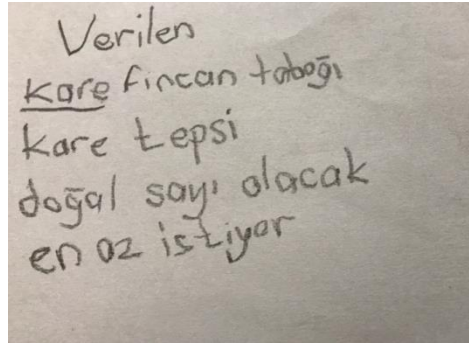 Verilen
kare fincan tabağı
kare tepsi
doğal sayı olacak
en az istiyor